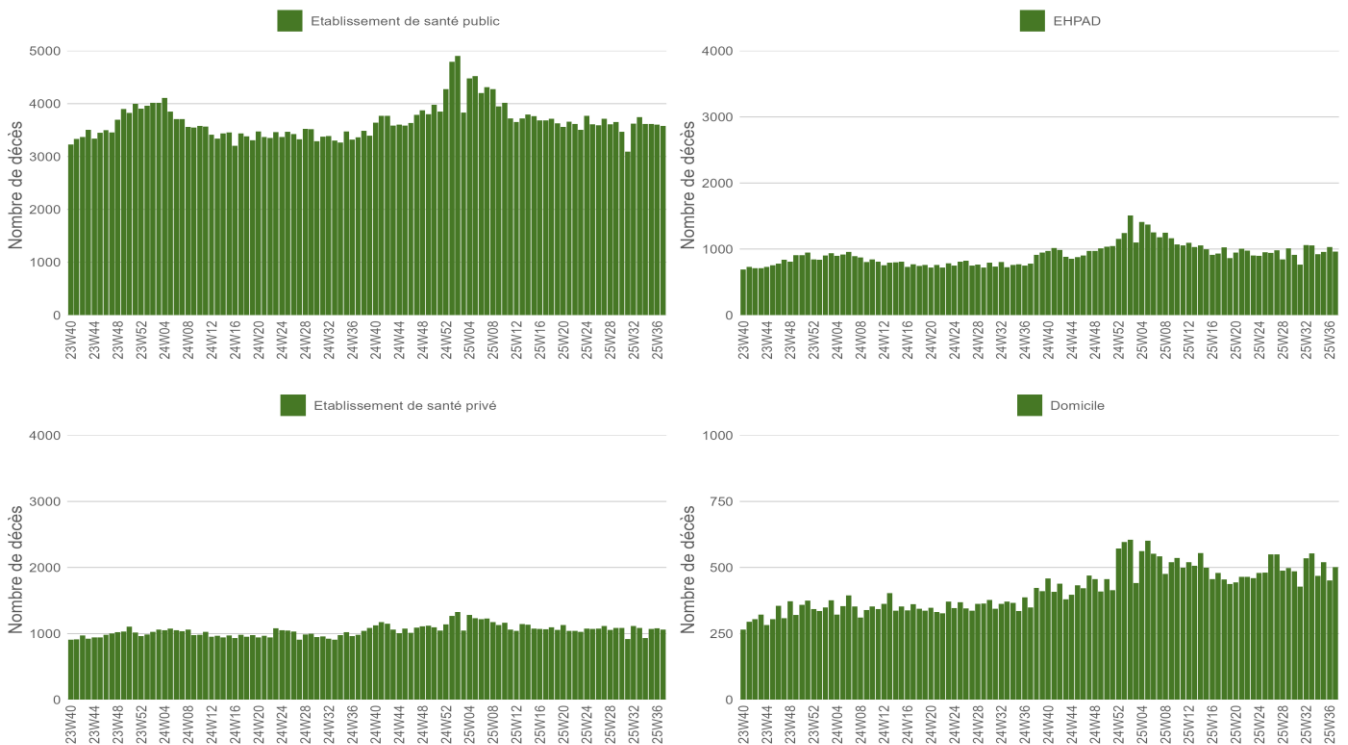 Etablissement de santé public
Nombre de décès
5000
4000
3000
2000
1000
0
23W40 23W44 23W48 23W52 24W04 24W08 24W12 24W16 24W20 24W24 24W28 24W32 24W36 24W40 24W44 24W48 24W52 25W04 25W08 25W12 25W16 25W20 25W24 25W28 25W32 25W36
EHPAD
Nombre de décès
4000
3000
2000
1000
0
23W40 23W44 23W48 23W52 24W04 24W08 24W12 24W16 24W20 24W24 24W28 24W32 24W36 24W40 24W44 24W48 24W52 25W04 25W08 25W12 25W16 25W20 25W24 25W28 25W32 25W36
Etablissement de santé privé
Nombre de décès
4000
3000
2000
1000
0
23W40 23W44 23W48 23W52 24W04 24W08 24W12 24W16 24W20 24W24 24W28 24W32 24W36 24W40 24W44 24W48 24W52 25W04 25W08 25W12 25W16 25W20 25W24 25W28 25W32 25W36
Domicile
Nombre de décès
1000
750
500
250
0
23W40 23W44 23W48 23W52 24W04 24W08 24W12 24W16 24W20 24W24 24W28 24W32 24W36 24W40 24W44 24W48 24W52 25W04 25W08 25W12 25W16 25W20 25W24 25W28 25W32 25W36